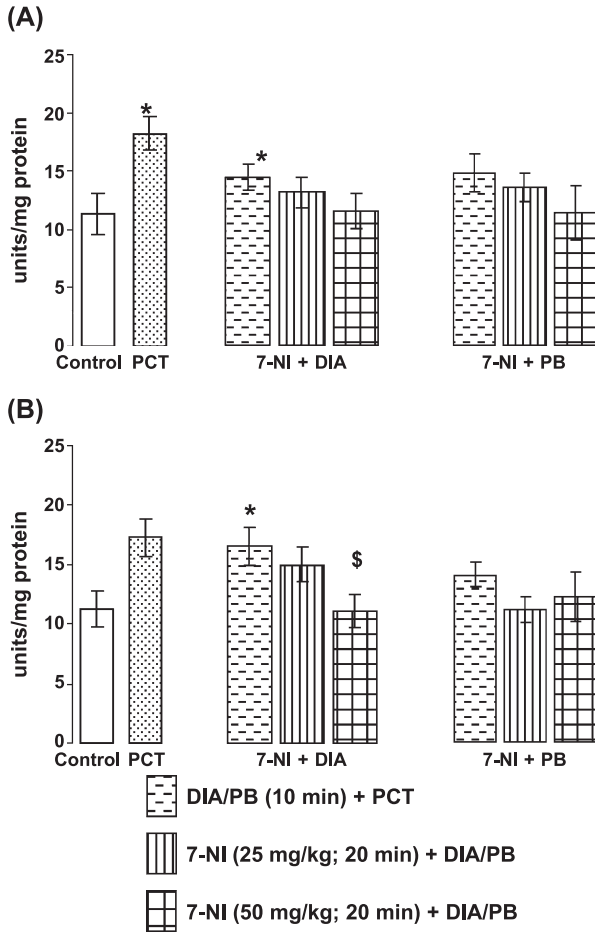 (A)
25
20
15
10
5
0
units/mg protein
*
*
Control PCT 7-NI + DIA 7-NI + PB
(B)
25
20
15
10
5
0
units/mg protein
*
$
Control PCT 7-NI + DIA 7-NI + PB
DIA/PB (10 min) + PCT
7-NI (25 mg/kg; 20 min) + DIA/PB
7-NI (50 mg/kg; 20 min) + DIA/PB